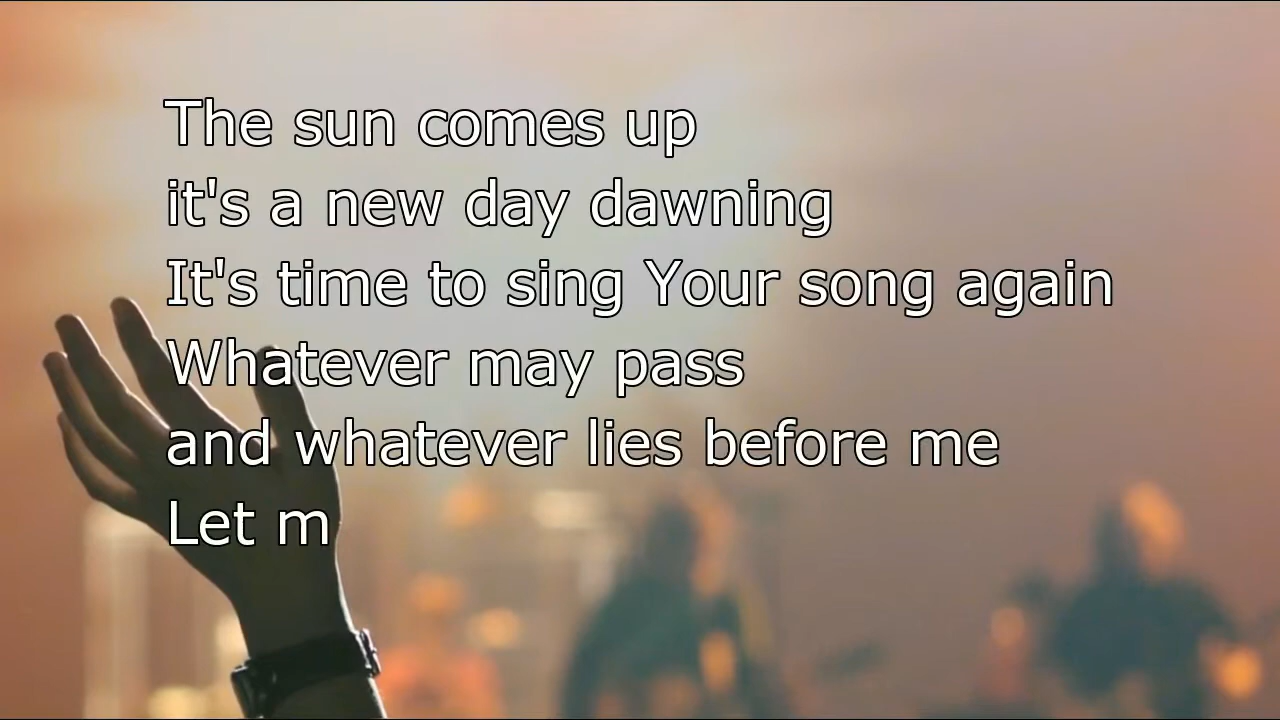 The sun comes up
it's a new day dawning
It's time to sing Your song again
Whatever may pass
and whatever lies before me
Let m